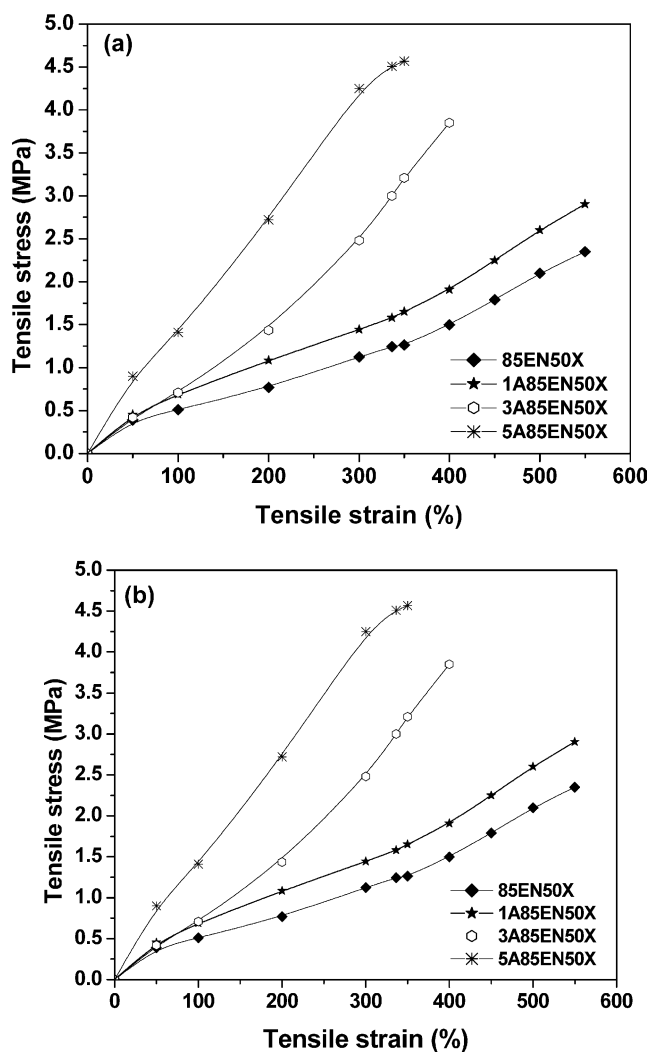 (a)
5.0
4.5
4.0
3.5
3.0
2.5
2.0
1.5
1.0
0.5
0.0
Tensile stress (MPa)
85EN50X
1A85EN50X
3A85EN50X
5A85EN50X
0 100 200 300 400 500 600
Tensile strain (%)
(b)
5.0
4.5
4.0
3.5
3.0
2.5
2.0
1.5
1.0
0.5
0.0
Tensile stress (MPa)
85EN50X
1A85EN50X
3A85EN50X
5A85EN50X
0 100 200 300 400 500 600
Tensile strain (%)